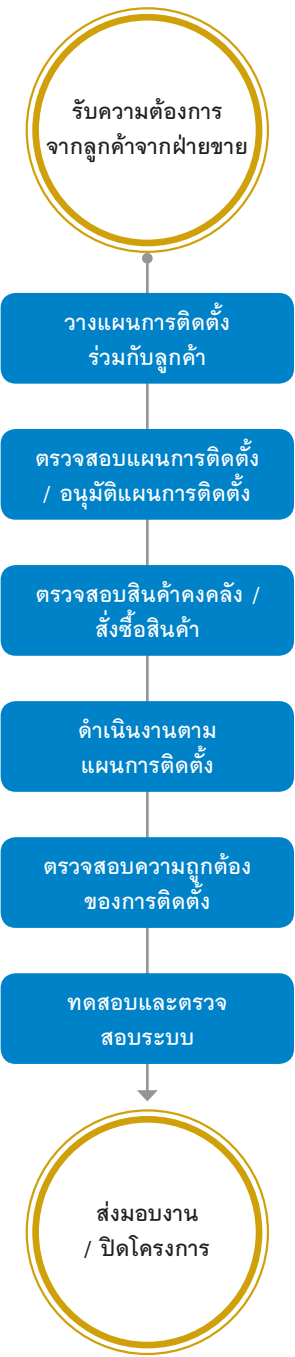 รับความต้องการ
จากลูกค้าจากฝ่ายขาย
วางแผนการติดตั้ง
ร่วมกับลูกค้า
ตรวจสอบแผนการติดตั้ง
/ อนุมัติแผนการติดตั้ง
ตรวจสอบสินค้าคงคลัง /
สั่งซื้อสินค้า
ดำเนินงานตาม
แผนการติดตั้ง
ตรวจสอบความถูกต้อง
ของการติดตั้ง
ทดสอบและตรวจ
สอบระบบ
ส่งมอบงาน
/ ปิดโครงการ